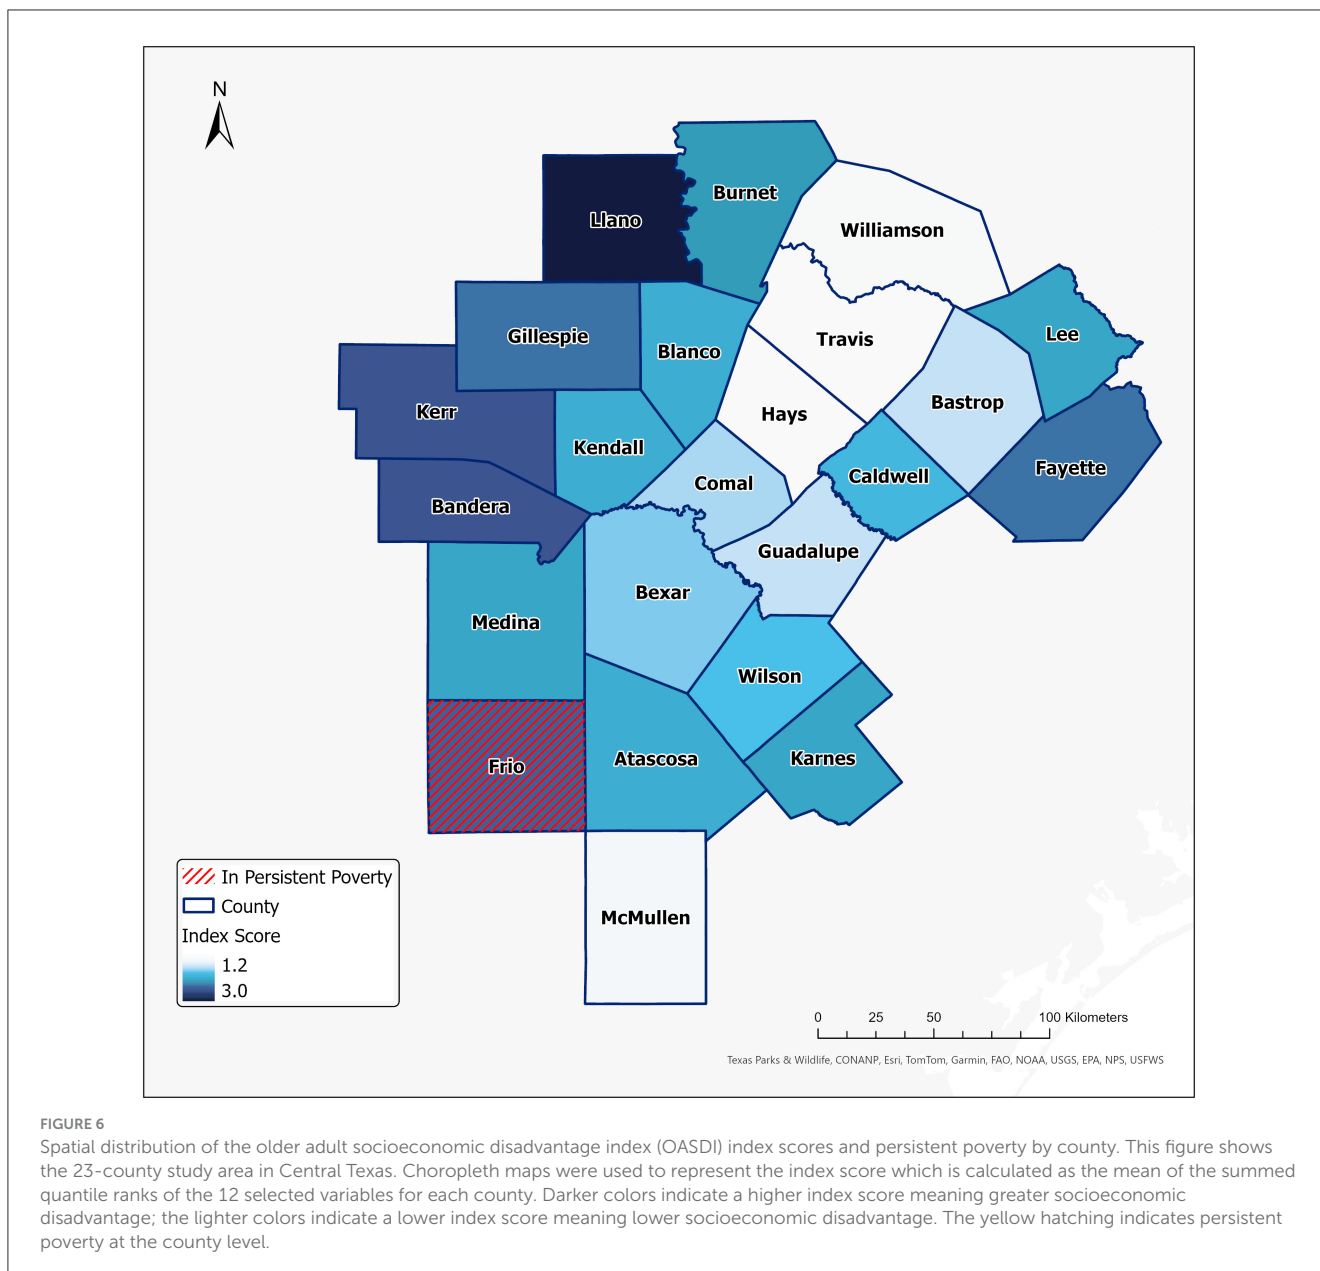 N
Burnet
Llano
Williamson
Gillespie
Blanco
Travis
Lee
Kerr
Hays
Bastrop
Kendall
Comal
Caldwell
Fayette
Bandera
Guadalupe
Bexar
Medina
Wilson
Frio
Atascosa
Karnes
McMullen
In Persistent Poverty
County
Index Score
1.2
3.0
0 25 50 100 Kilometers
Texas Parks & Wildlife, CONANP, Esri, TomTom, Garmin, FAO, NOAA, USGS, EPA, NPS, USFWS
FIGURE 6
Spatial distribution of the older adult socioeconomic disadvantage index (OASDI) index scores and persistent poverty by county. This figure shows
the 23-county study area in Central Texas. Choropleth maps were used to represent the index score which is calculated as the mean of the summed
quantile ranks of the 12 selected variables for each county. Darker colors indicate a higher index score meaning greater socioeconomic
disadvantage; the lighter colors indicate a lower index score meaning lower socioeconomic disadvantage. The yellow hatching indicates persistent
poverty at the county level.